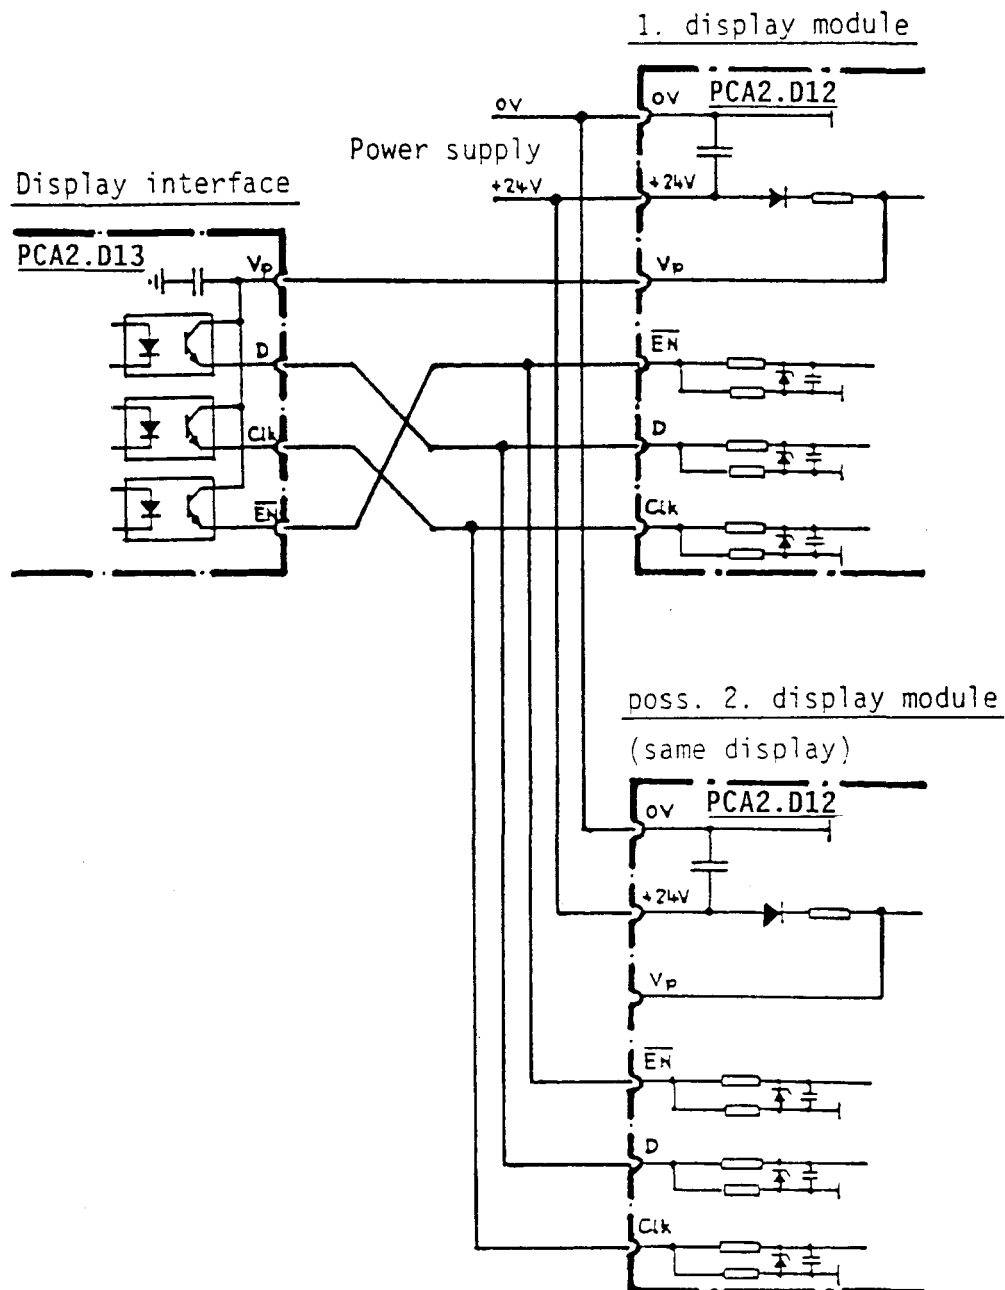 1. display module
PCA2.D12
0V
0V
Power supply
+24V
+24V
Display interface
PCA2.D13
Vp
Vp
EN
D
D
Clk
Clk
EN
poss. 2. display module
(same display)
PCA2.D12
0V
+24V
Vp
EN
D
Clk